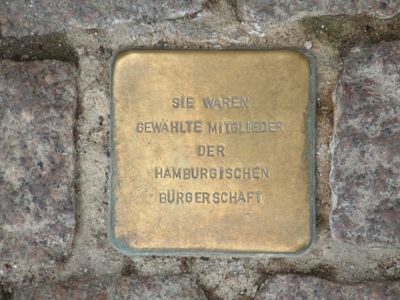 SIE WAREN
GEWÄHLTE MITGLIEDER
DER
HAMBURGISCHEN
BÜRGERSCHAFT